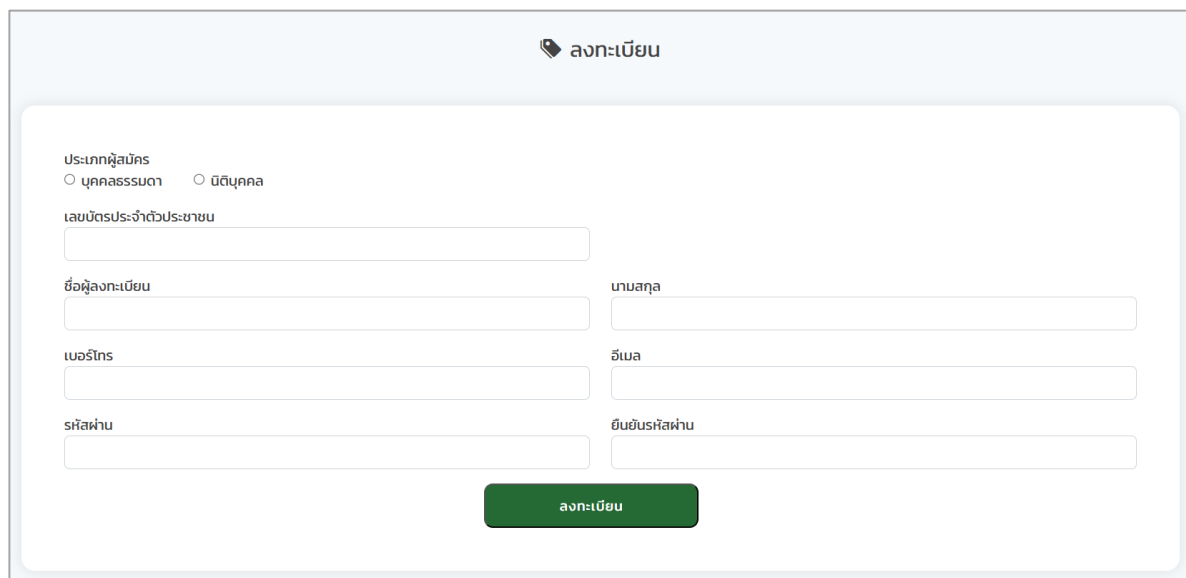 ลงทะเบียน
ประเภทผู้สมัคร
บุคคลธรรมดา นิติบุคคล
เลขบัตรประจำตัวประชาชน
ชื่อผู้ลงทะเบียน นามสกุล
เบอร์โทร อีเมล
รหัสผ่าน ยืนยันรหัสผ่าน
ลงทะเบียน